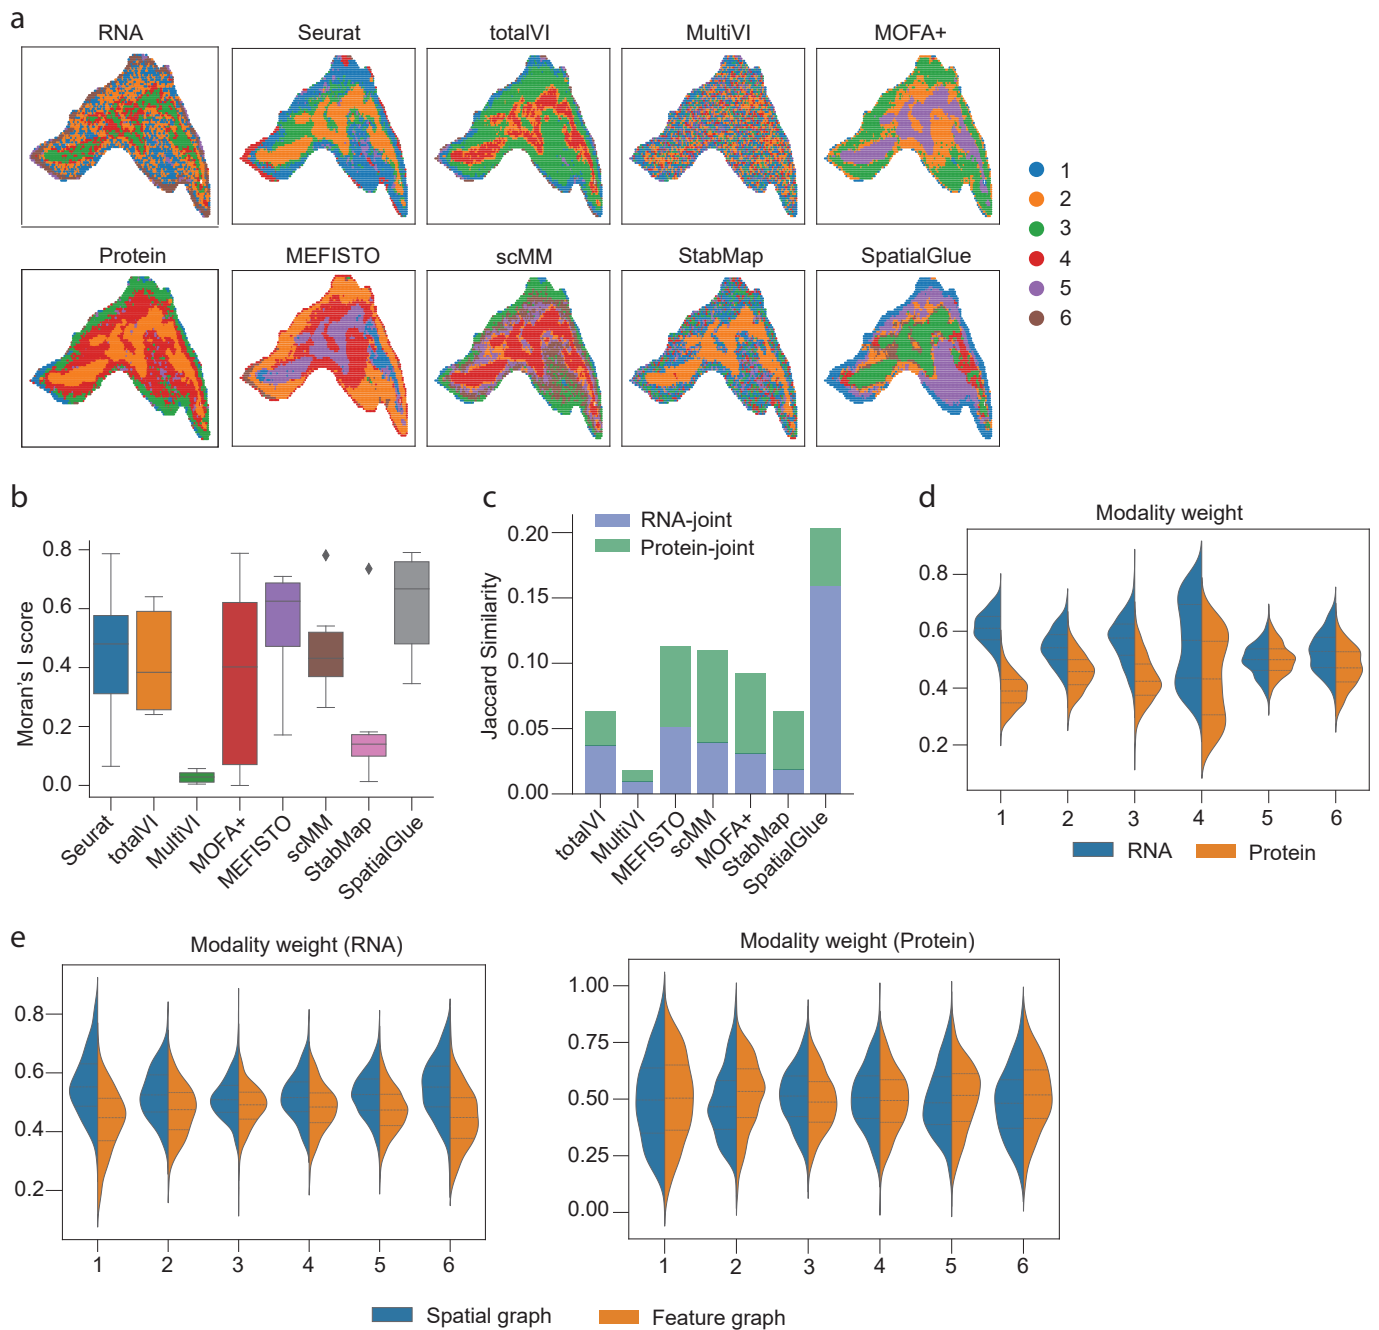 a
RNA
Seurat
totalVI
MultiVI
MOFA+
1
2
3
4
5
6
Protein
MEFISTO
scMM
StabMap
SpatialGlue
b
Moran's I score
0.8
0.6
0.4
0.2
0.0
Seurat
totalVI
MultiVI
MOFA+
MEFISTO
scMM
StabMap
SpatialGlue
c
Jaccard Similarity
RNA-joint
Protein-joint
0.20
0.15
0.10
0.05
0.00
totalVI
MultiVI
MEFISTO
scMM
MOFA+
StabMap
SpatialGlue
d
Modality weight
0.8
0.6
0.4
0.2
1 2 3 4 5 6
RNA Protein
e
Modality weight (RNA)
0.8
0.6
0.4
0.2
1 2 3 4 5 6
Modality weight (Protein)
1.00
0.75
0.50
0.25
0.00
1 2 3 4 5 6
Spatial graph Feature graph